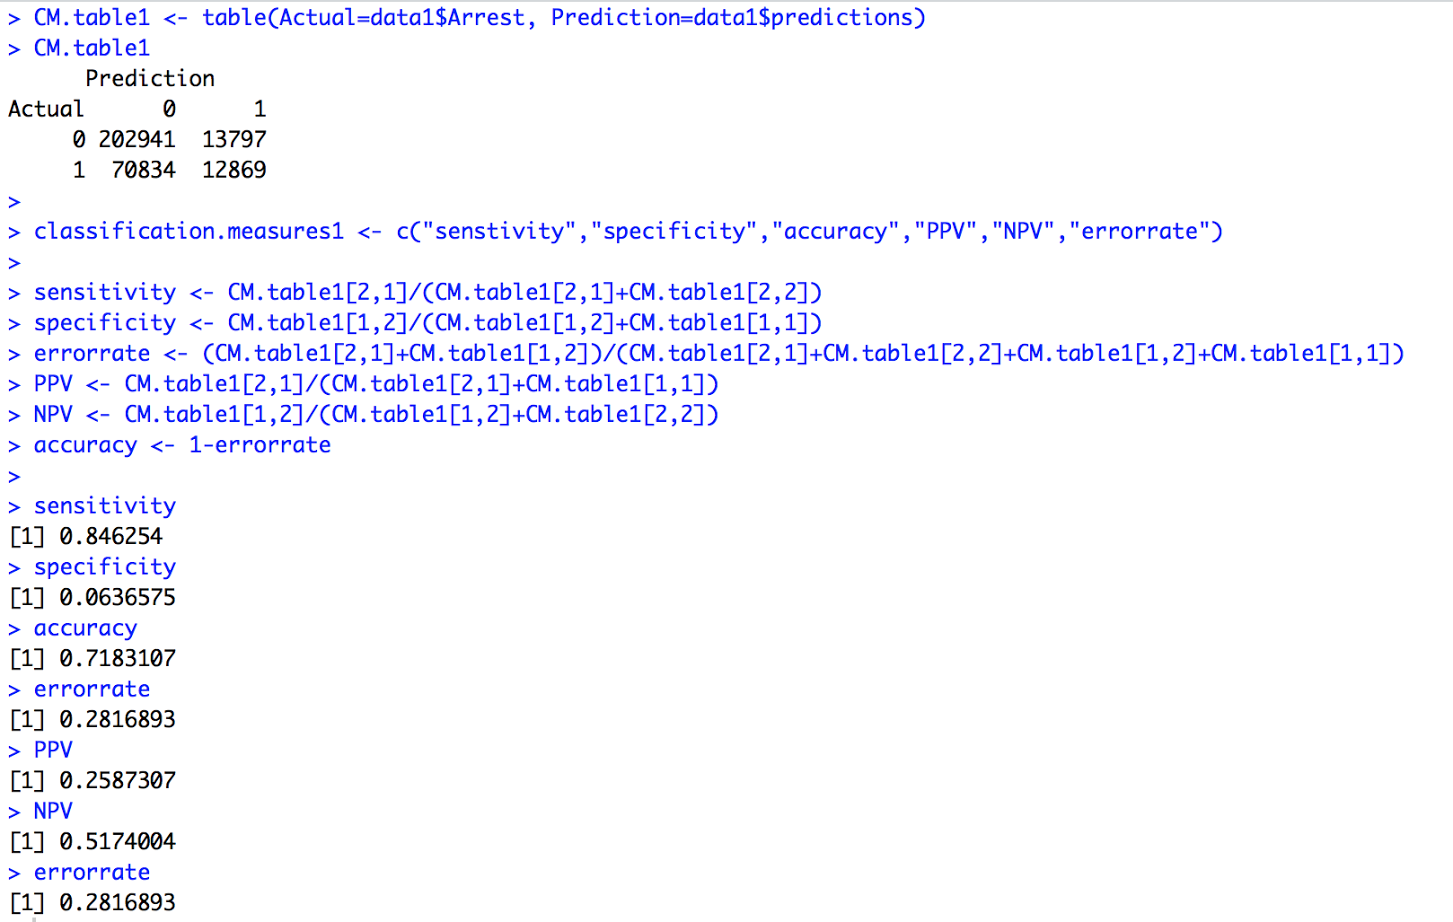 > CM.table1 <- table(Actual=data1$Arrest, Prediction=data1$predictions)
> CM.table1
      Prediction
Actual      0      1
     0 202941  13797
     1  70834  12869
>
> classification.measures1 <- c("senstivity","specificity","accuracy","PPV","NPV","errorrate")
>
> sensitivity <- CM.table1[2,1]/(CM.table1[2,1]+CM.table1[2,2])
> specificity <- CM.table1[1,2]/(CM.table1[1,2]+CM.table1[1,1])
> errorrate <- (CM.table1[2,1]+CM.table1[1,2])/(CM.table1[2,1]+CM.table1[2,2]+CM.table1[1,2]+CM.table1[1,1])
> PPV <- CM.table1[2,1]/(CM.table1[2,1]+CM.table1[1,1])
> NPV <- CM.table1[1,2]/(CM.table1[1,2]+CM.table1[2,2])
> accuracy <- 1-errorrate
>
> sensitivity
[1] 0.846254
> specificity
[1] 0.0636575
> accuracy
[1] 0.7183107
> errorrate
[1] 0.2816893
> PPV
[1] 0.2587307
> NPV
[1] 0.5174004
> errorrate
[1] 0.2816893